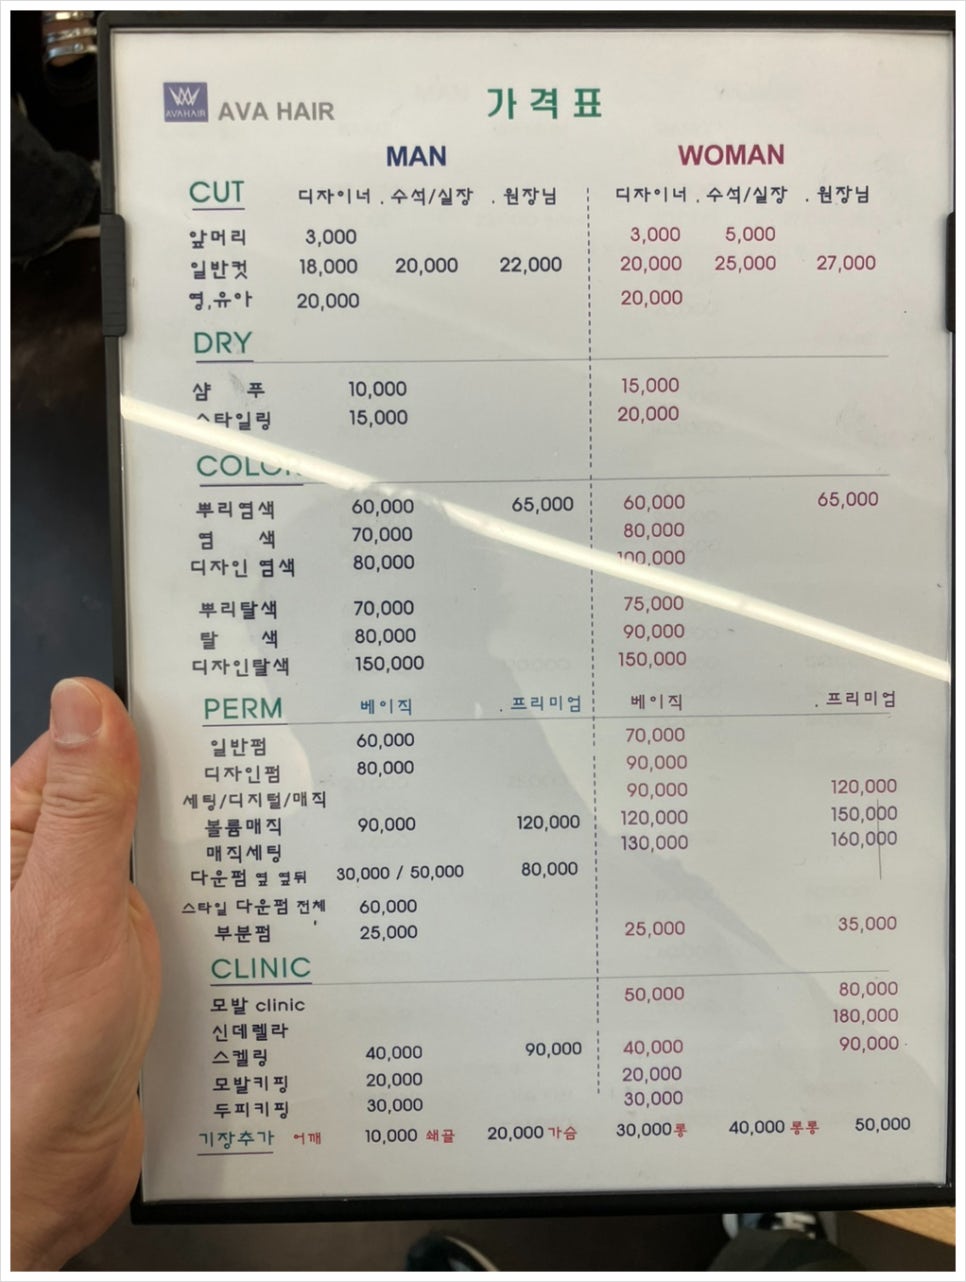 AVAHAIR AVA HAIR 가격표
MAN WOMAN
CUT 디자이너 . 수석/실장 . 원장님 디자이너 . 수석/실장 . 원장님
앞머리 3,000 3,000 5,000
일반컷 18,000 20,000 22,000 20,000 25,000 27,000
영,유아 20,000 20,000
DRY
샴 푸 10,000 15,000
스타일링 15,000 20,000
COLOR
뿌리염색 60,000 65,000 60,000 65,000
염 색 70,000 80,000
디자인 염색 80,000 100,000
뿌리탈색 70,000 75,000
탈 색 80,000 90,000
디자인탈색 150,000 150,000
PERM 베이직 . 프리미엄 베이직 . 프리미엄
일반펌 60,000 70,000
디자인펌 80,000 90,000
세팅/디지털/매직 90,000 120,000
볼륨매직 90,000 120,000 120,000 150,000
매직세팅 130,000 160,000
다운펌 옆 옆뒤 30,000 / 50,000 80,000
스타일 다운펌 전체 60,000
부분펌 25,000 25,000 35,000
CLINIC
모발 clinic 50,000 80,000
신데렐라 180,000
스켈링 40,000 90,000 40,000 90,000
모발키핑 20,000 20,000
두피키핑 30,000 30,000
기장추가 어깨 10,000 쇄골 20,000 가슴 30,000 롱 40,000 롱롱 50,000